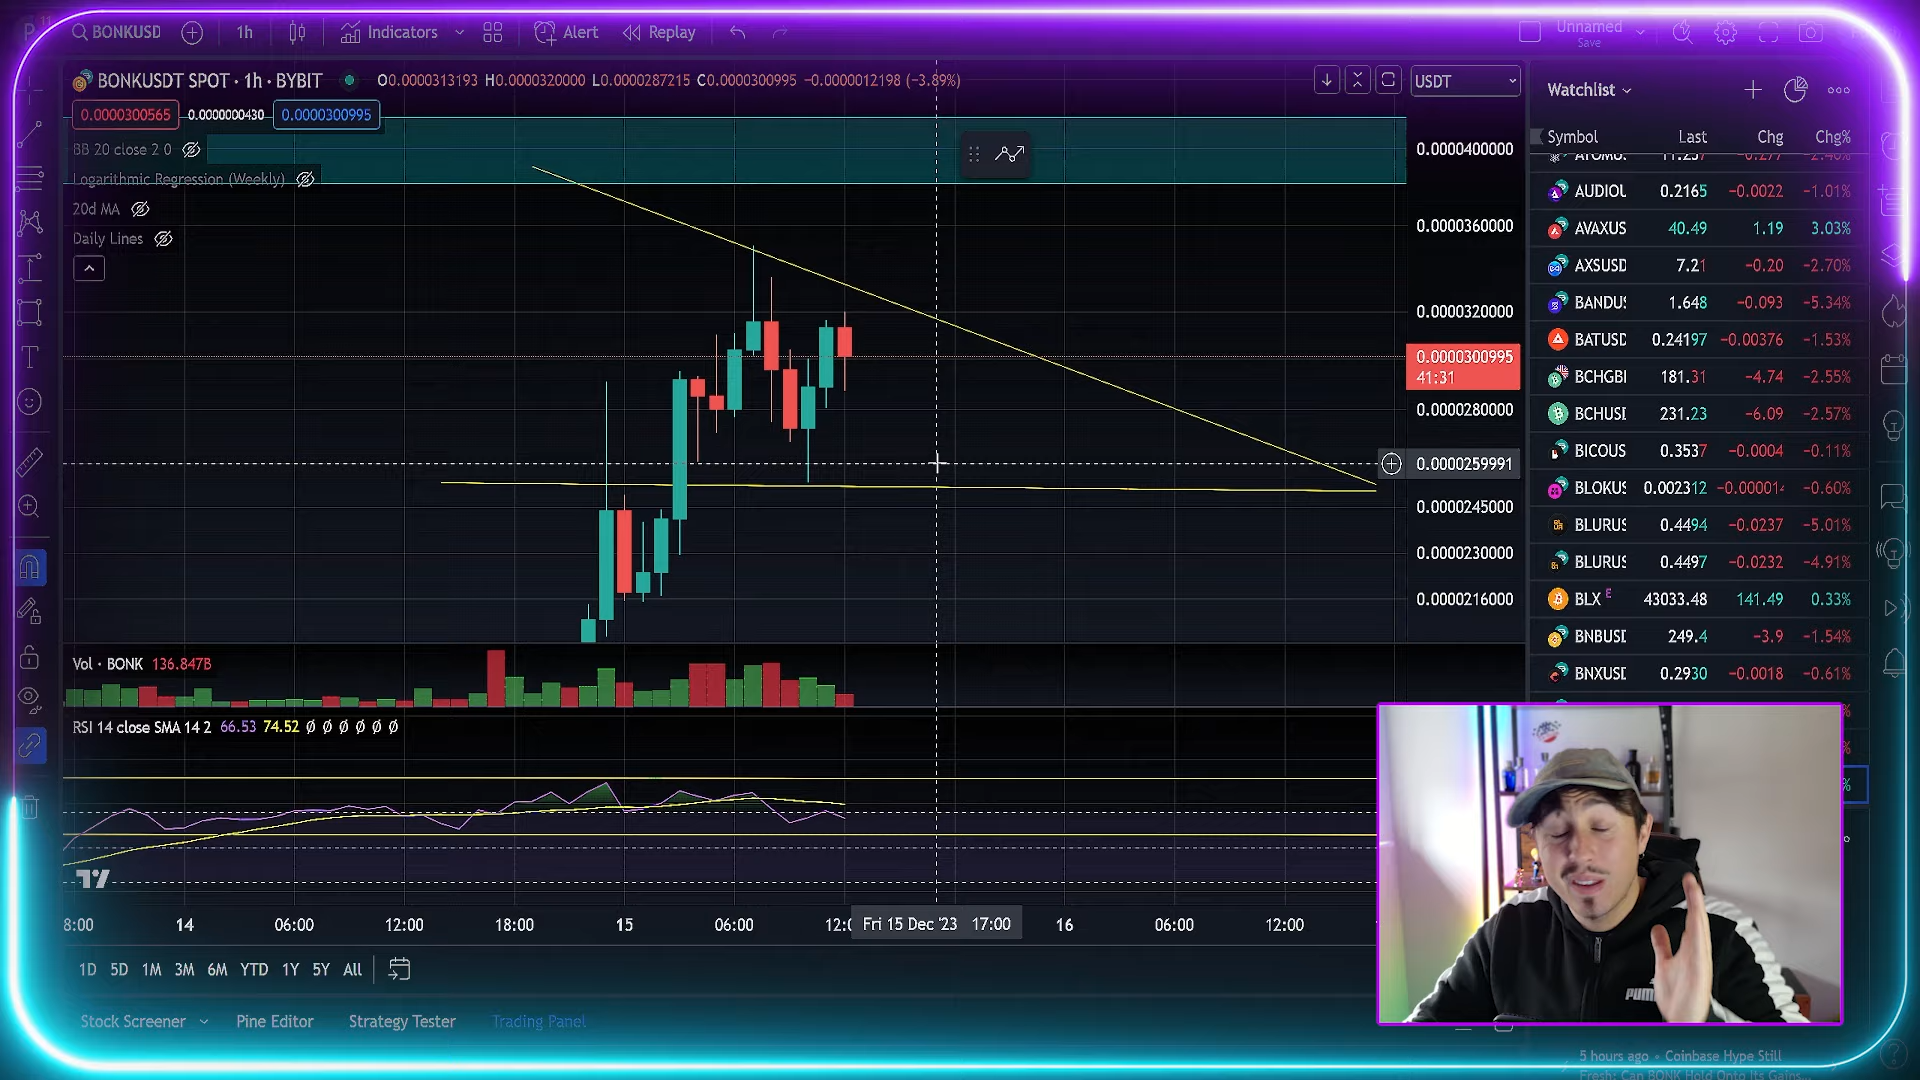 BONKUSD
1h
Indicators
Alert
Replay
Unnamed
Save
BONKUSDT SPOT · 1h · BYBIT
O0.0000313193 H0.0000320000 L0.0000287215 C0.0000300995 −0.0000012198 (−3.89%)
USDT
0.0000300565
0.0000000430
0.0000300995
BB 20 close 2 0
Logarithmic Regression (Weekly)
20d MA
Daily Lines
0.0000400000
0.0000360000
0.0000320000
0.0000300995
41:31
0.0000280000
0.0000259991
0.0000245000
0.0000230000
0.0000216000
Vol · BONK 136.847B
RSI 14 close SMA 14 2 66.53 74.52 Ø Ø Ø Ø Ø Ø
8:00
14
06:00
12:00
18:00
15
06:00
12:0
Fri 15 Dec '23 17:00
16
06:00
12:00
1D 5D 1M 3M 6M YTD 1Y 5Y All
Stock Screener
Pine Editor
Strategy Tester
Trading Panel
Watchlist
Symbol Last Chg Chg%
AUDIOU 0.2165 −0.0022 −1.01%
AVAXUS 40.49 1.19 3.03%
AXSUSD 7.21 −0.20 −2.70%
BANDUS 1.648 −0.093 −5.34%
BATUSD 0.24197 −0.00376 −1.53%
BCHGBI 181.31 −4.74 −2.55%
BCHUSD 231.23 −6.09 −2.57%
BICOUS 0.3537 −0.0004 −0.11%
BLOKUS 0.002312 −0.000014 −0.60%
BLURUS 0.4494 −0.0237 −5.01%
BLURUS 0.4497 −0.0232 −4.91%
BLX E 43033.48 141.49 0.33%
BNBUSD 249.4 −3.9 −1.54%
BNXUSD 0.2930 −0.0018 −0.61%
PUM
5 hours ago • Coinbase Hype Still
Fresh: Can BONK Hold Onto Its Gains...